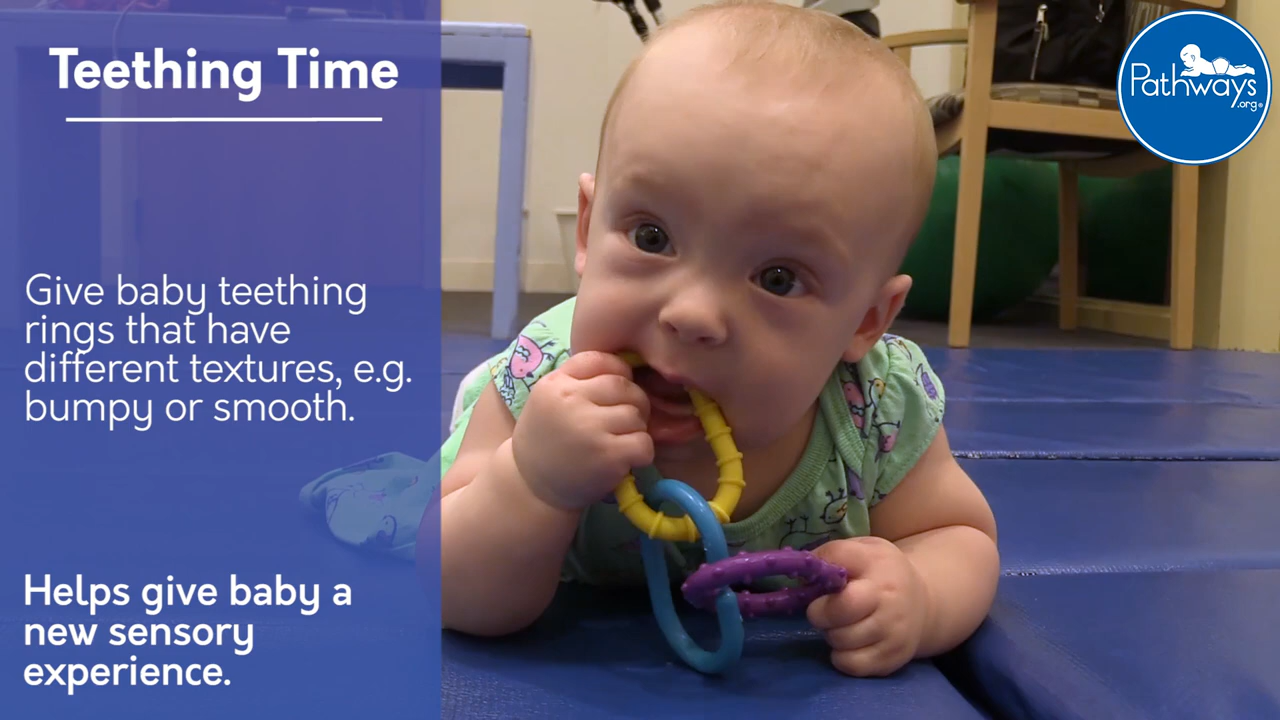 Teething Time
Give baby teething
rings that have
different textures, e.g.
bumpy or smooth.
Helps give baby a
new sensory
experience.
Pathways
.org®